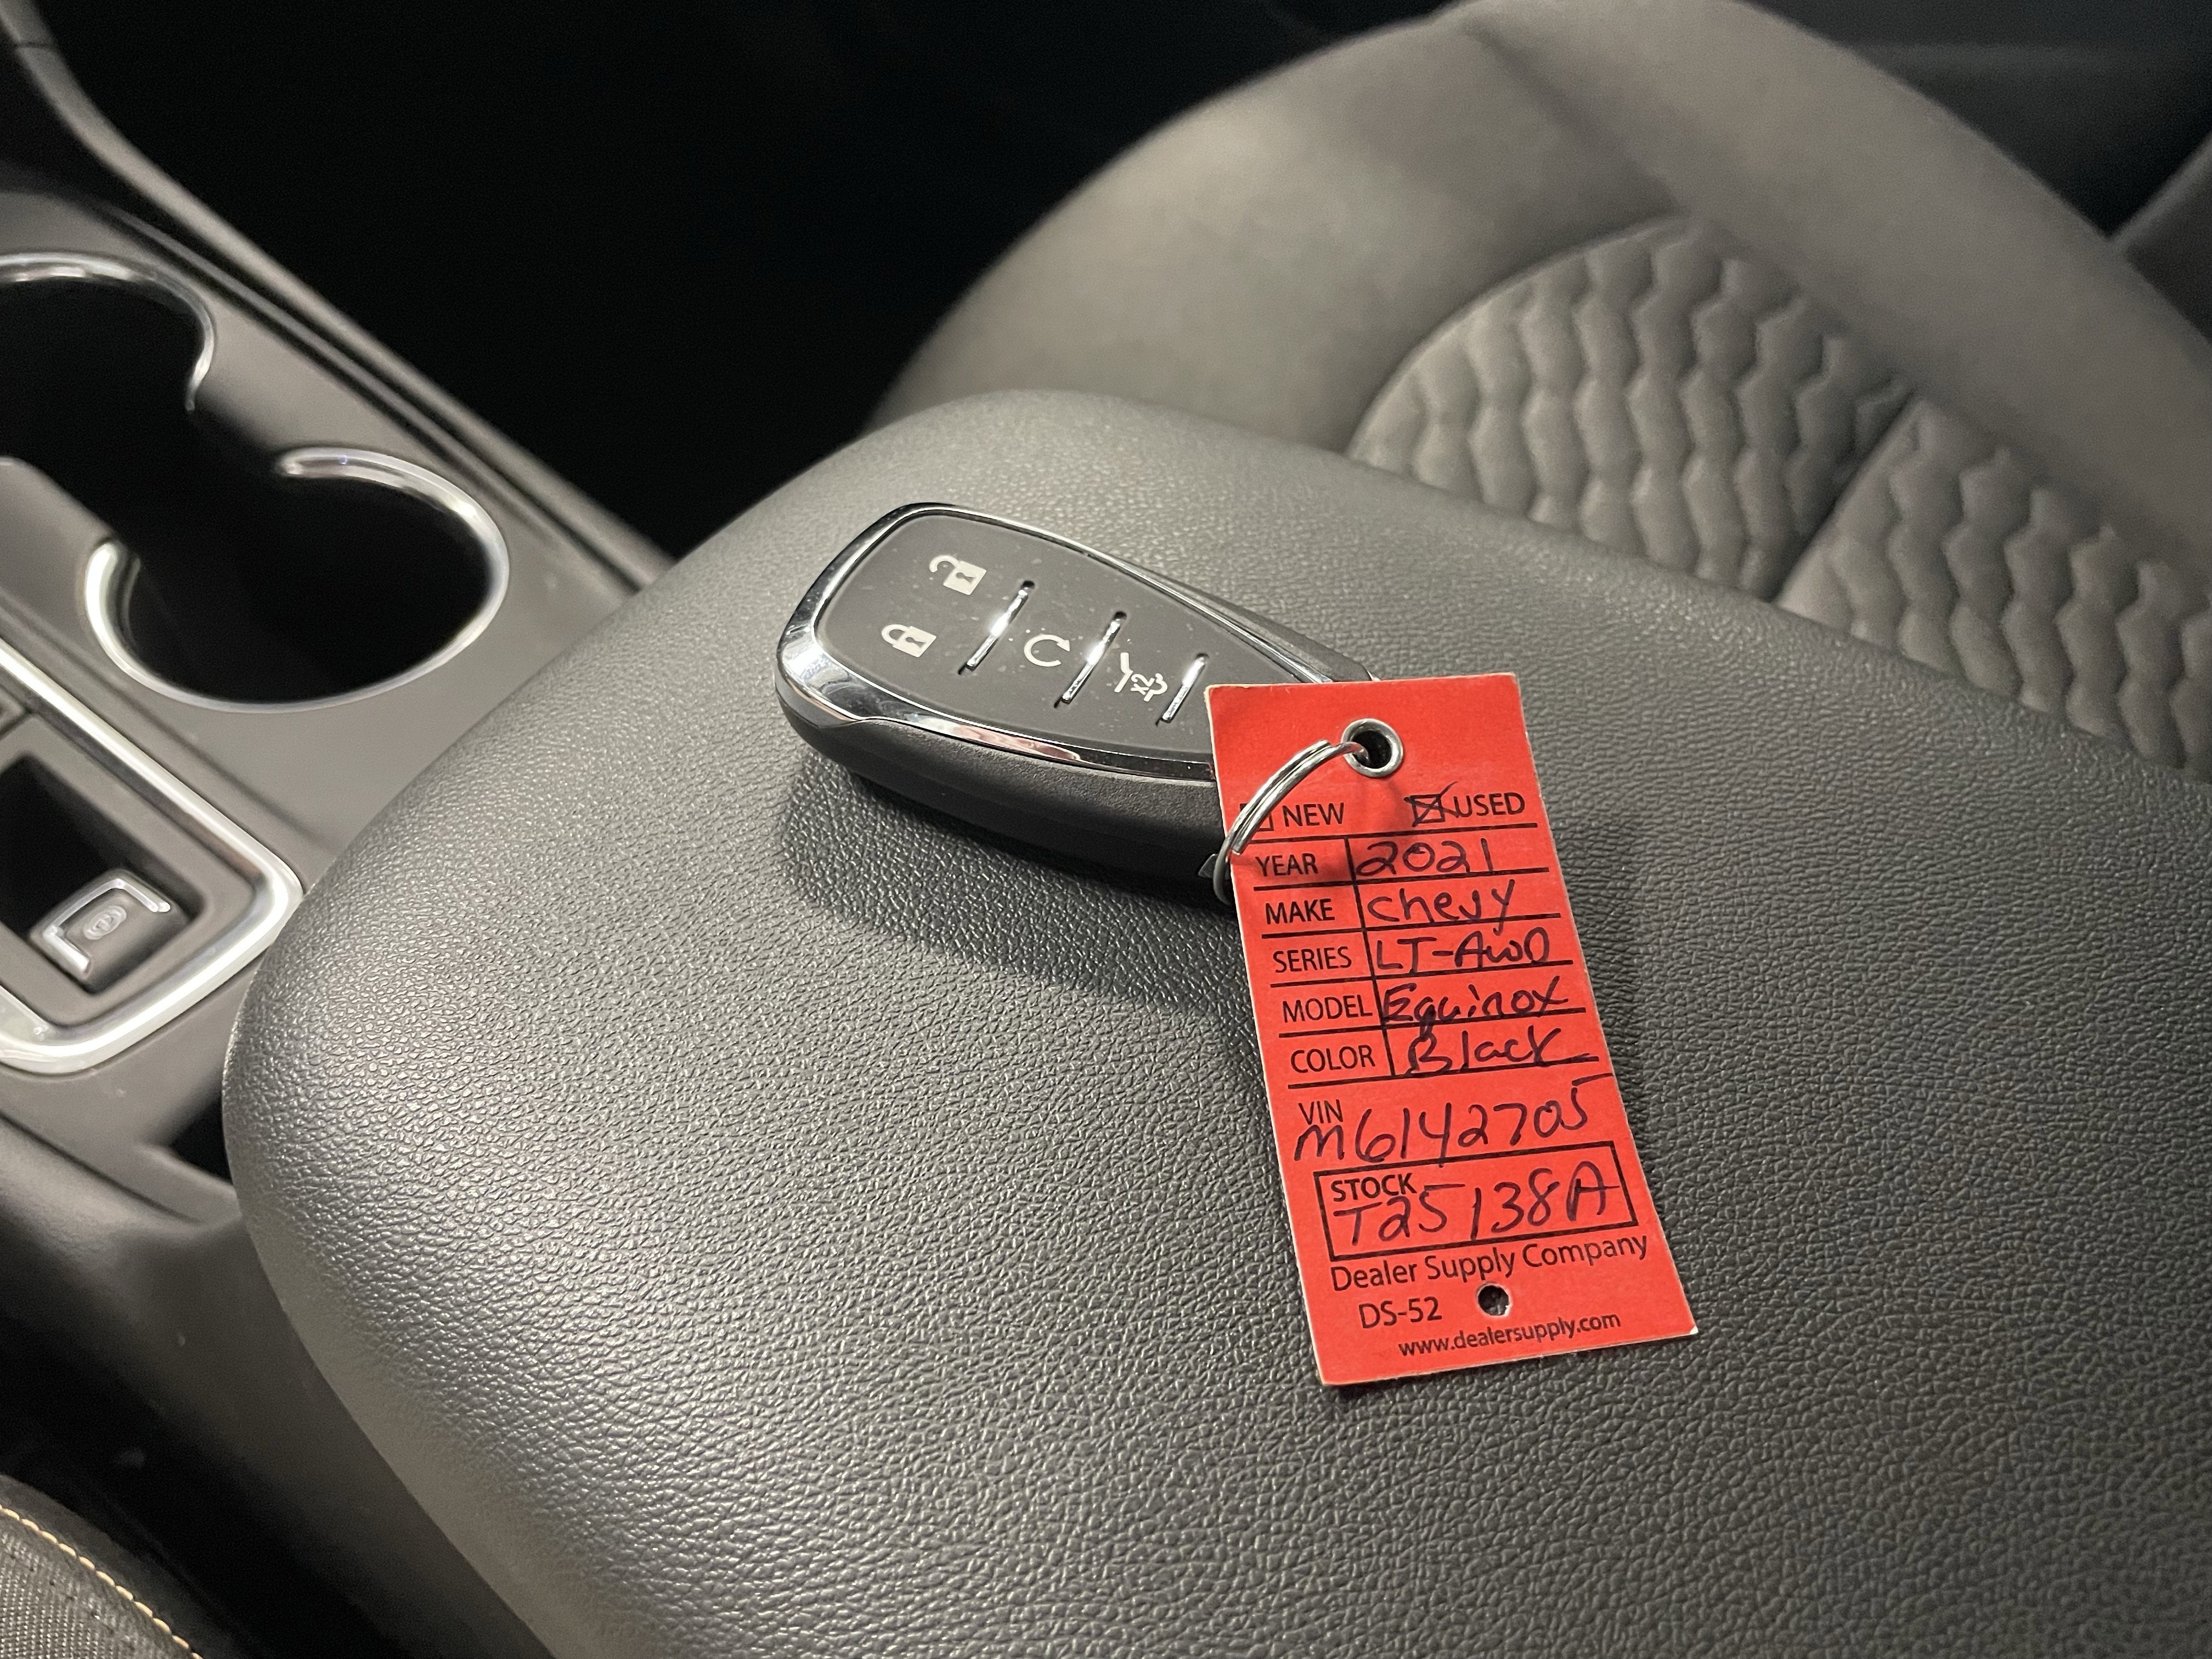 NEW USED
YEAR 2021
MAKE Chevy
SERIES LT-AWD
MODEL Equinox
COLOR Black
VIN
M6142705
STOCK
T25138A
Dealer Supply Company
DS-52
www.dealersupply.com
x2